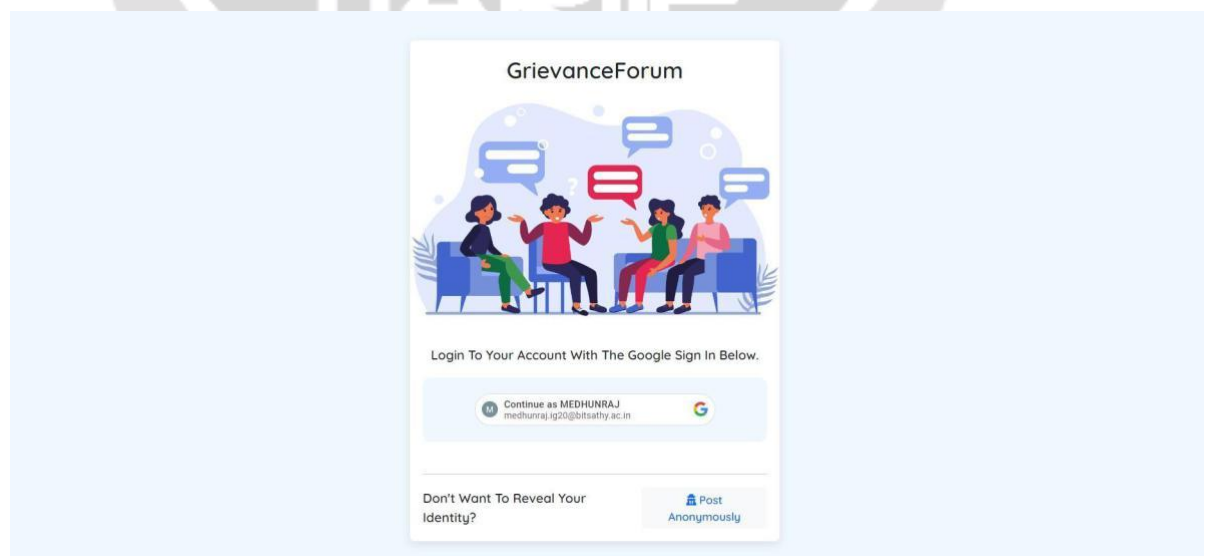 GrievanceForum
?
Login To Your Account With The Google Sign In Below.
M
Continue as MEDHUNRAJ
medhunraj.ig20@bitsathy.ac.in
G
Don't Want To Reveal Your
Identity?
Post
Anonymously